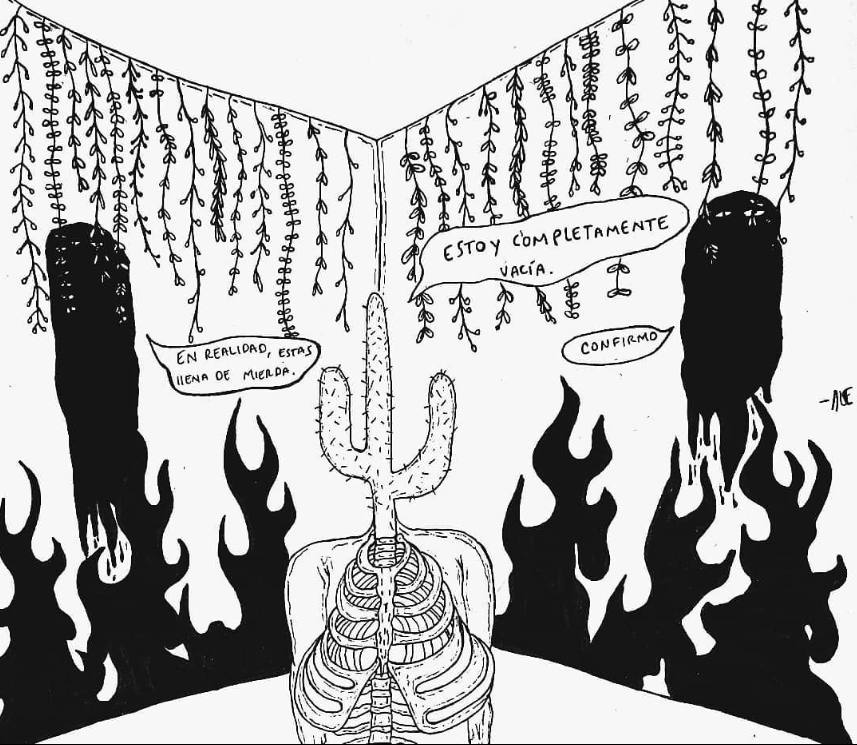 ESTOY COMPLETAMENTE
VACÍA.
EN REALIDAD, ESTAS
llENA DE MIERDA.
CONFIRMO
-ALE